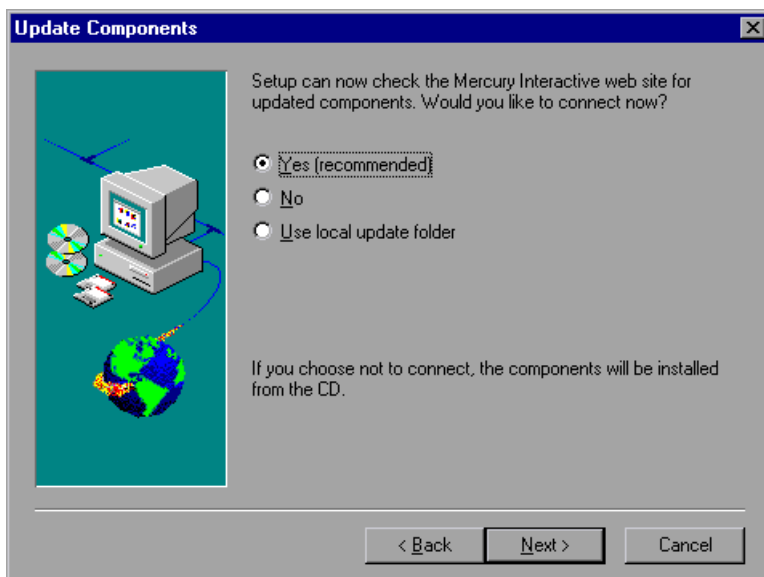 Update Components
Setup can now check the Mercury Interactive web site for
updated components. Would you like to connect now?
Yes (recommended)
No
Use local update folder
If you choose not to connect, the components will be installed
from the CD.
< Back
Next >
Cancel